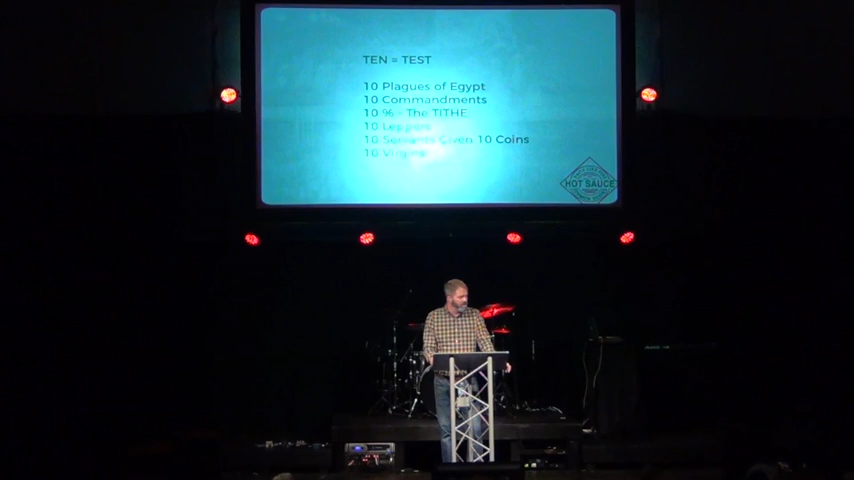 TEN = TEST
10 Plagues of Egypt
10 Commandments
10 % - The TITHE
10 Leppers
10 Servants Given 10 Coins
10 Virgins
HOT SAUCE